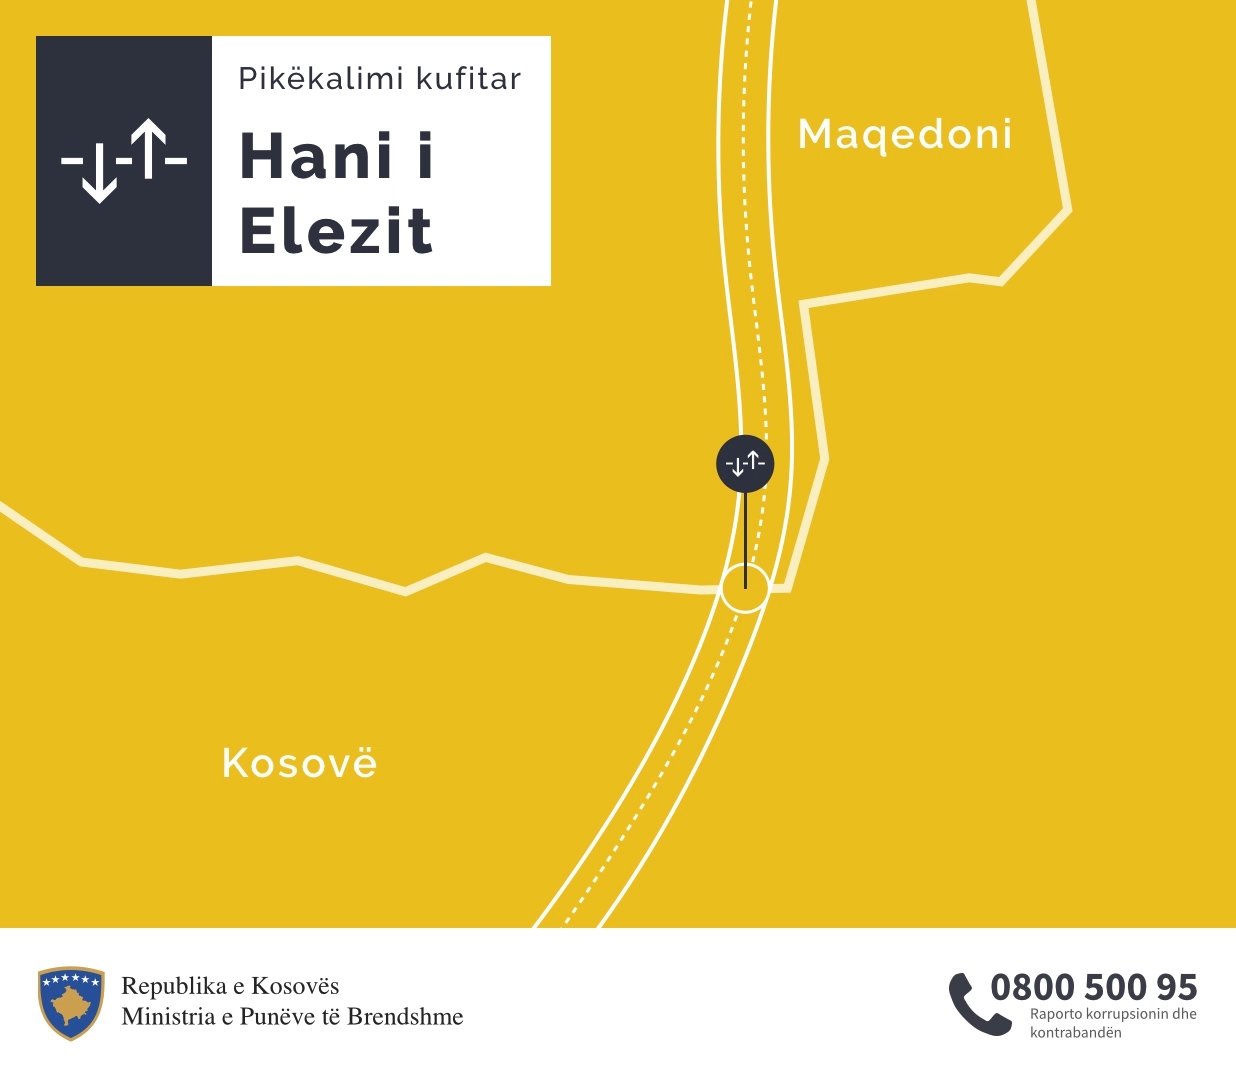 Pikëkalimi kufitar
Hani i
Elezit
Maqedoni
Kosovë
Republika e Kosovës
Ministria e Punëve të Brendshme
0800 500 95
Raporto korrupsionin dhe
kontrabandën